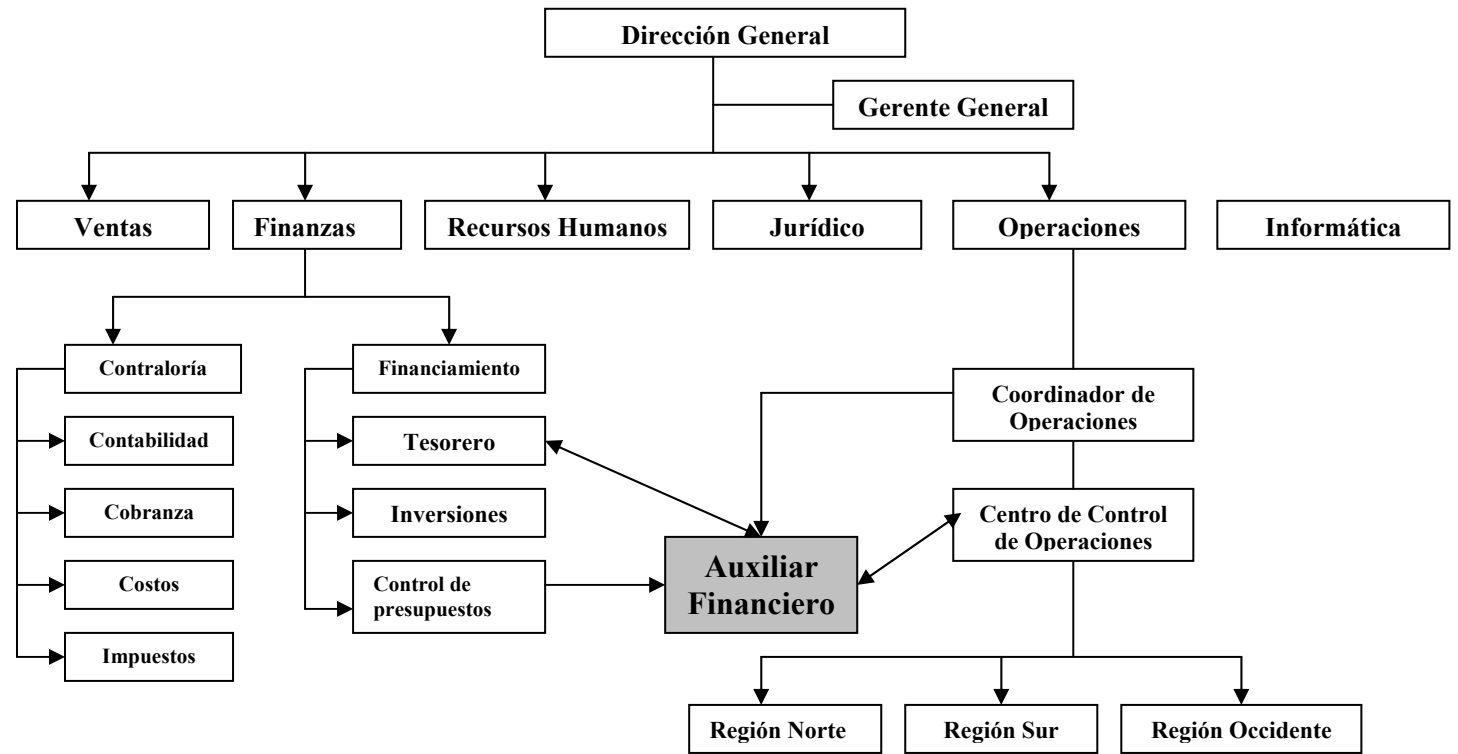 Dirección General
Gerente General
Ventas
Finanzas
Recursos Humanos
Jurídico
Operaciones
Informática
Contraloría
Financiamiento
Coordinador de
Operaciones
Contabilidad
Tesorero
Cobranza
Inversiones
Centro de Control
de Operaciones
Auxiliar
Financiero
Costos
Control de
presupuestos
Impuestos
Región Norte
Región Sur
Región Occidente